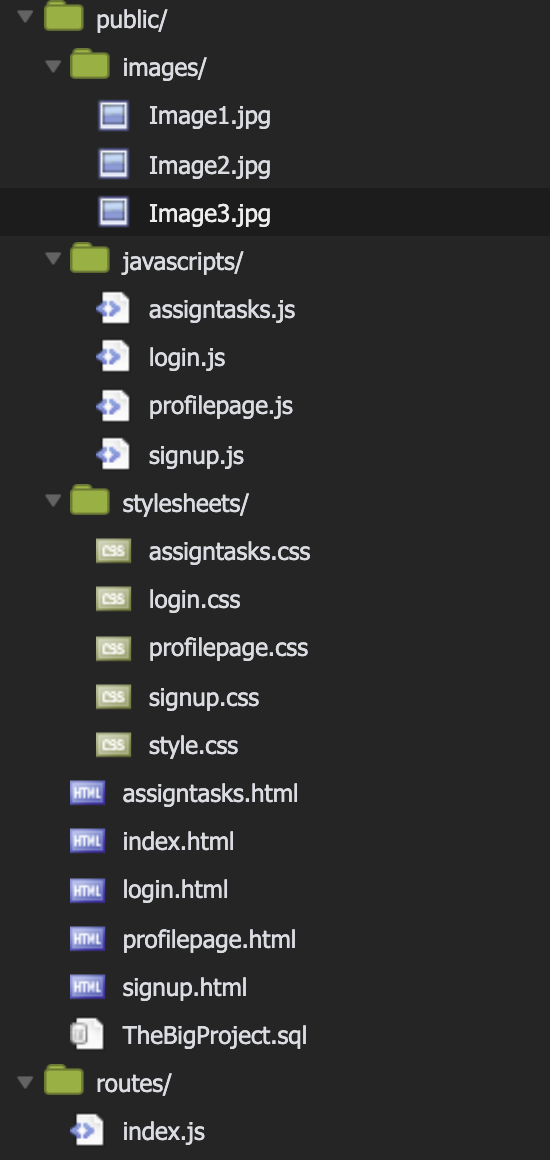 public/
images/
Image1.jpg
Image2.jpg
Image3.jpg
javascripts/
assigntasks.js
login.js
profilepage.js
signup.js
stylesheets/
CSS assigntasks.css
CSS login.css
CSS profilepage.css
CSS signup.css
CSS style.css
HTML assigntasks.html
HTML index.html
HTML login.html
HTML profilepage.html
HTML signup.html
TheBigProject.sql
routes/
index.js